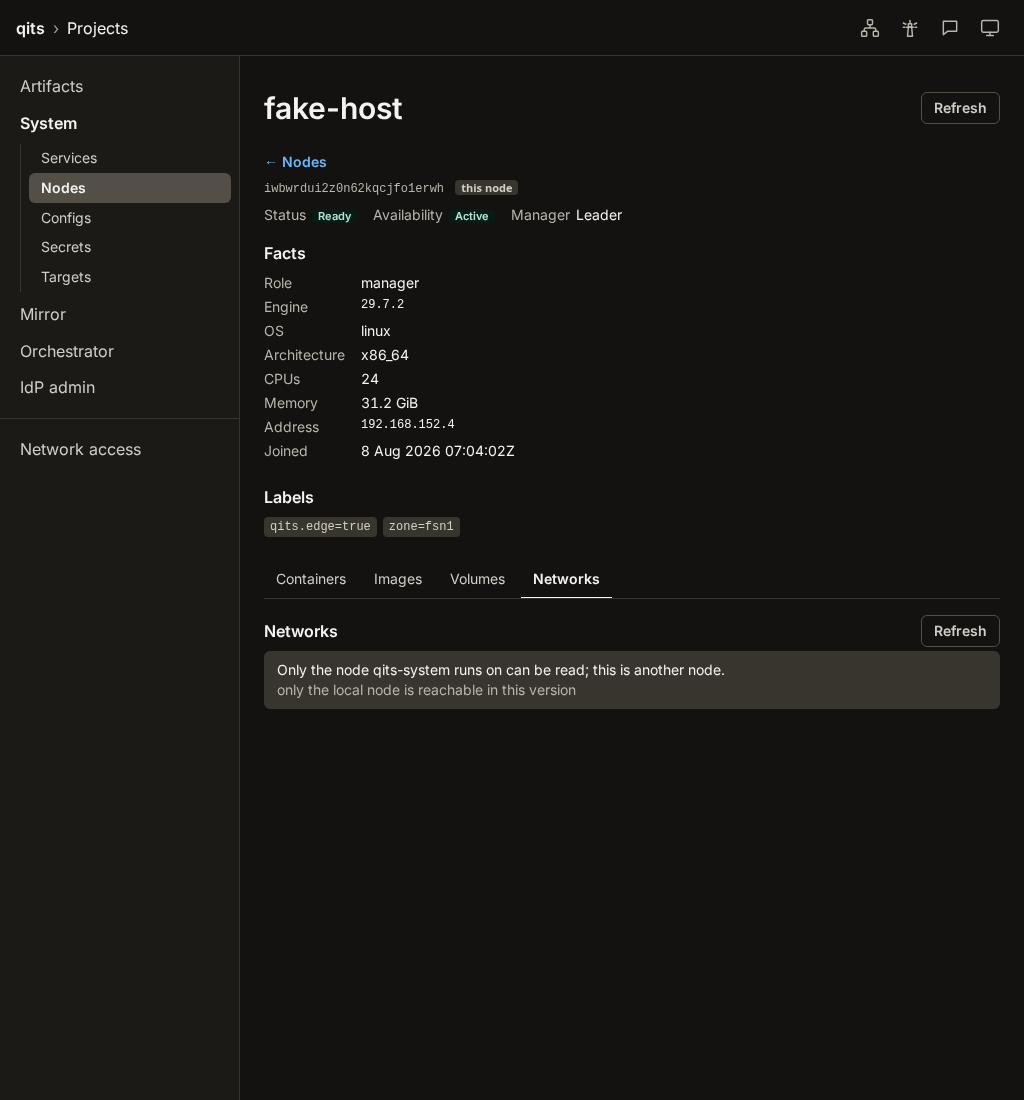 qits › Projects
Artifacts
System
Services
Nodes
Configs
Secrets
Targets
Mirror
Orchestrator
IdP admin
Network access
fake-host
Refresh
← Nodes
iwbwrdui2z0n62kqcjfo1erwh this node
Status Ready Availability Active Manager Leader
Facts
Role manager
Engine 29.7.2
OS linux
Architecture x86_64
CPUs 24
Memory 31.2 GiB
Address 192.168.152.4
Joined 8 Aug 2026 07:04:02Z
Labels
qits.edge=true zone=fsn1
Containers Images Volumes Networks
Networks
Refresh
Only the node qits-system runs on can be read; this is another node.
only the local node is reachable in this version